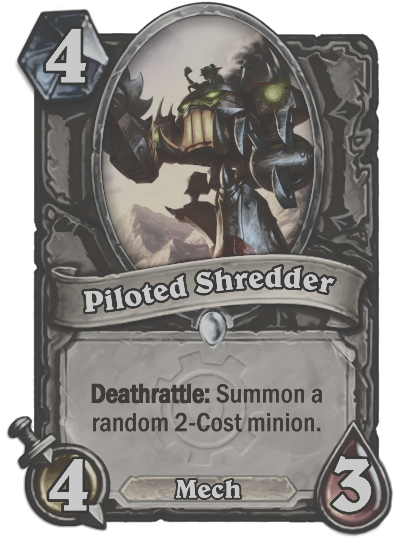 4
Piloted Shredder
Deathrattle: Summon a
random 2-Cost minion.
4
Mech
3